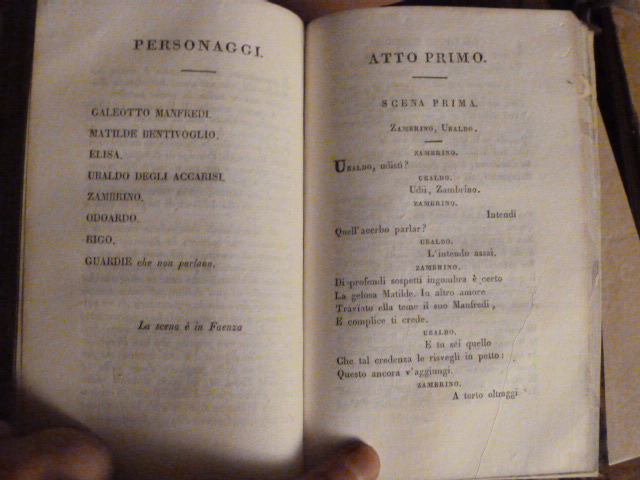 PERSONAGGI.
GALEOTTO MANFREDI.
MATILDE BENTIVOGLIO.
ELISA.
UBALDO DEGLI ACCARISI.
ZAMBRINO.
ODOARDO.
RIGO.
GUARDIE che non parlano.
La scena è in Faenza
ATTO PRIMO.
SCENA PRIMA.
ZAMBRINO, UBALDO.
ZAMBRINO.
UBALDO, udisti?
UBALDO.
Udii, Zambrino.
ZAMBRINO.
Intendi
Quell'acerbo parlar?
UBALDO.
L'intendo assai.
ZAMBRINO.
Di profondi sospetti ingombra è certo
La gelosa Matilde. In altro amore
Traviato ella teme il suo Manfredi,
E complice ti crede.
UBALDO.
E tu sei quello
Che tal credenza le risvegli in petto:
Questo ancora v'aggiungi.
ZAMBRINO.
A torto oltraggi